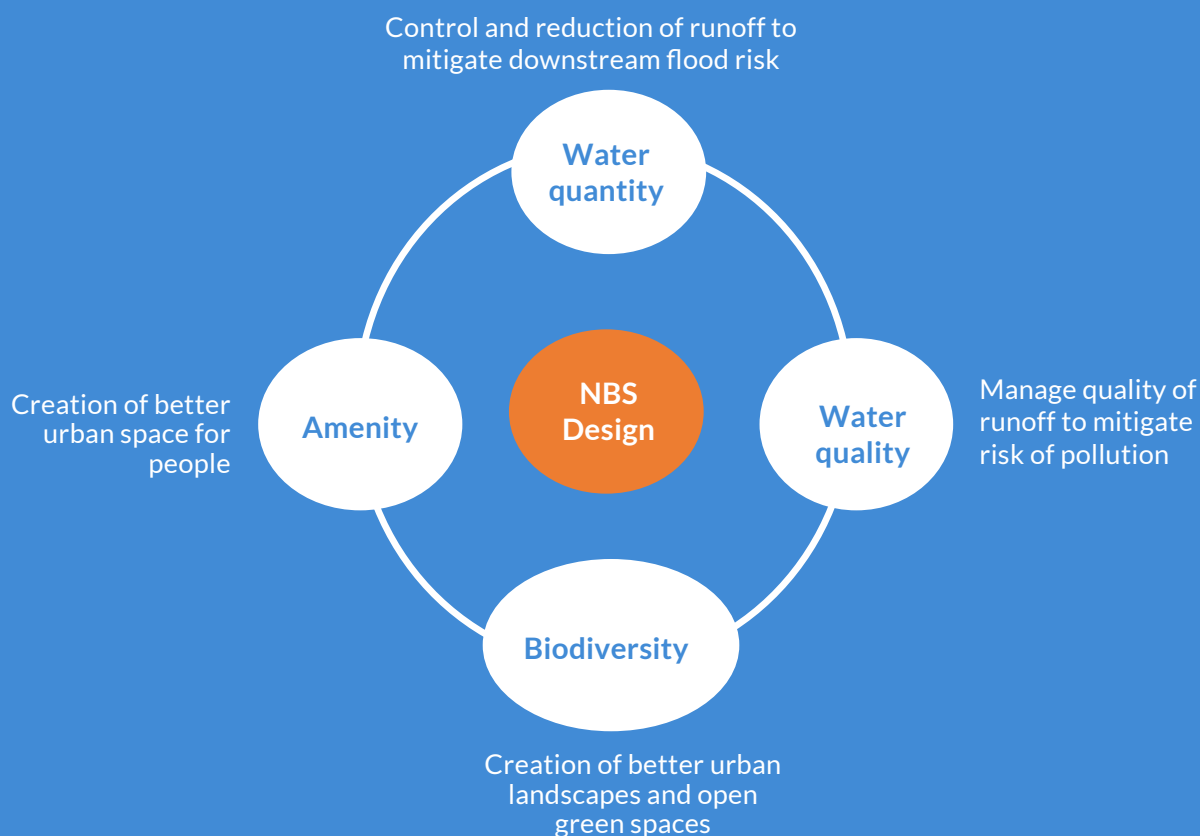 Control and reduction of runoff to
mitigate downstream flood risk
Water
quantity
Creation of better
urban space for
people
Amenity
NBS
Design
Water
quality
Manage quality of
runoff to mitigate
risk of pollution
Biodiversity
Creation of better urban
landscapes and open
green spaces